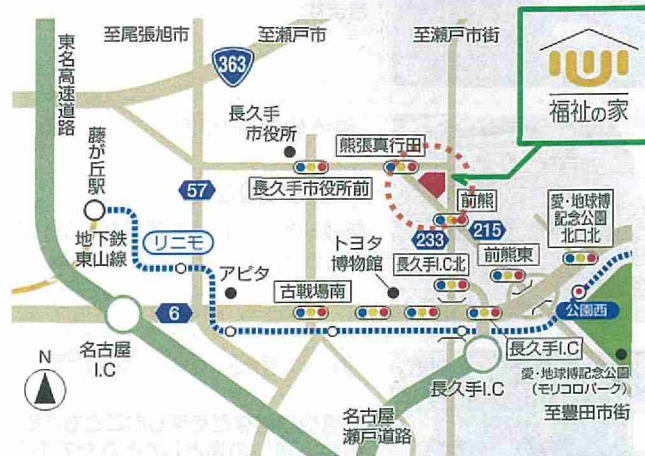 至尾張旭市
至瀬戸市
至瀬戸市街
363
福祉の家
東名高速道路
藤が丘駅
地下鉄
東山線
リニモ
長久手
市役所
長久手市役所前
熊張真行田
57
前熊
233
215
愛・地球博
記念公園
北口北
前熊東
長久手I.C北
トヨタ
博物館
アピタ
古戦場南
6
公園西
名古屋
I.C
長久手I.C
長久手I.C
愛・地球博記念公園
(モリコロパーク)
至豊田市街
名古屋
瀬戸道路
N